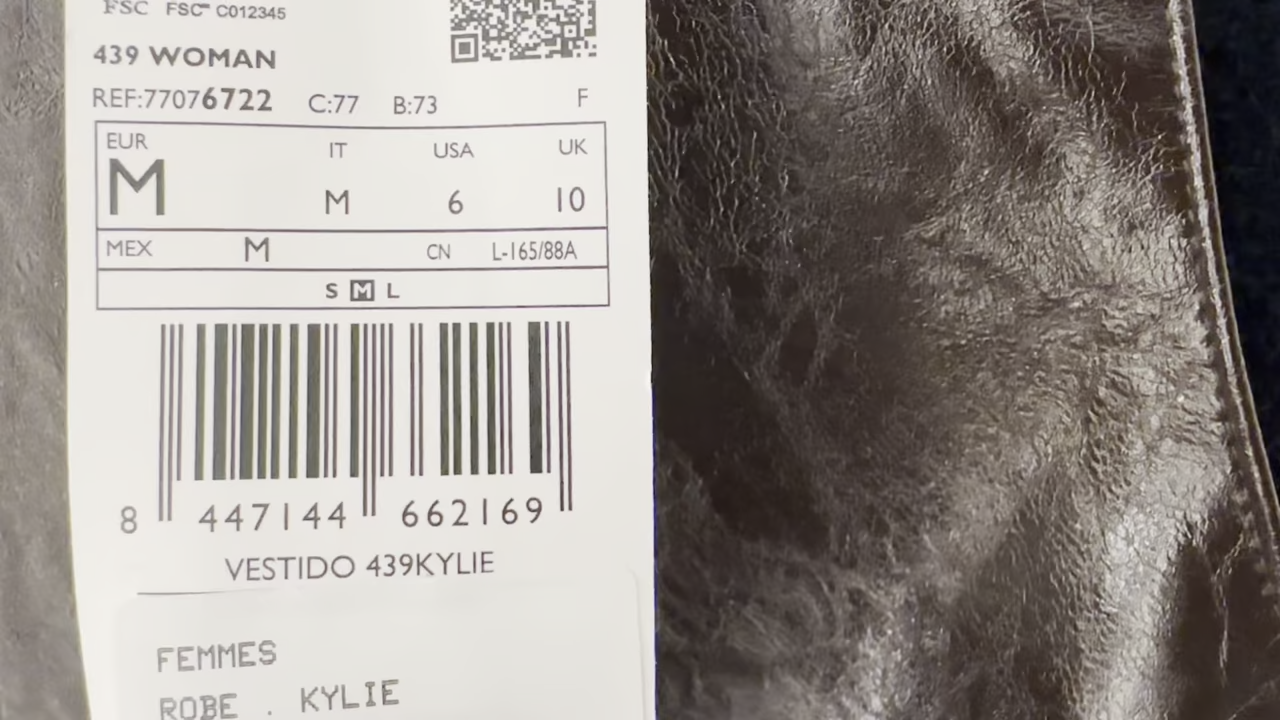 FSC FSC™ C012345
439 WOMAN
REF:77076722 C:77 B:73 F
EUR IT USA UK
M M 6 10
MEX M CN L-165/88A
S M L
8 447144 662169
VESTIDO 439KYLIE
FEMMES
ROBE . KYLIE